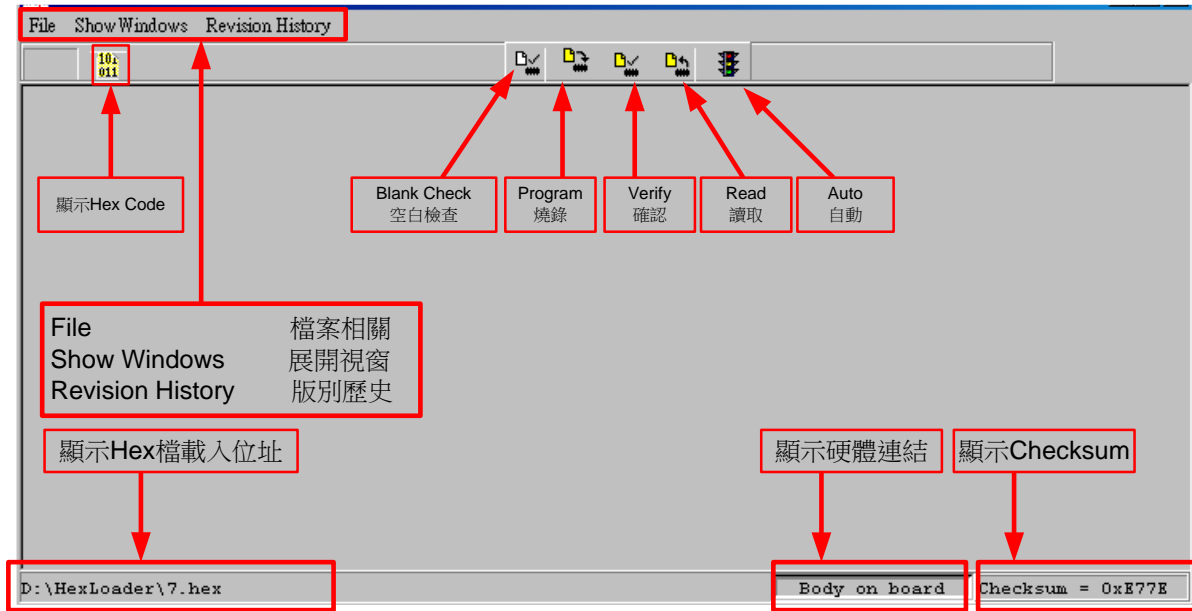 File Show Windows Revision History
101
011
顯示Hex Code
Blank Check
空白檢查
Program
燒錄
Verify
確認
Read
讀取
Auto
自動
File 檔案相關
Show Windows 展開視窗
Revision History 版別歷史
顯示Hex檔載入位址
顯示硬體連結
顯示Checksum
D:\HexLoader\7.hex
Body on board
Checksum = 0xE77E